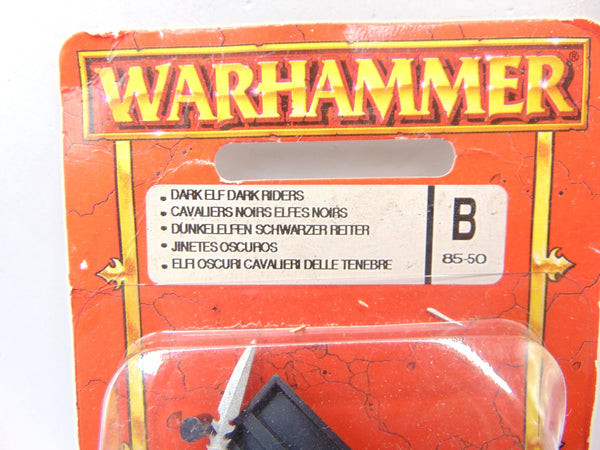 WARHAMMER®
• DARK ELF DARK RIDERS
• CAVALIERS NOIRS ELFES NOIRS
• DUNKELELFEN SCHWARZER REITER
• JINETES OSCUROS
• ELFI OSCURI CAVALIERI DELLE TENEBRE
B
85-50